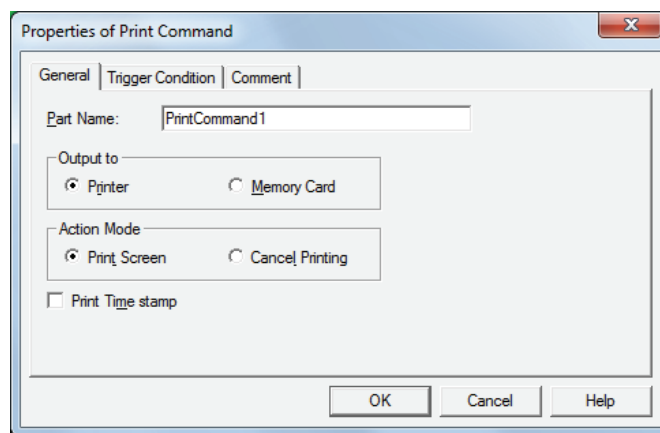 Properties of Print Command
General Trigger Condition Comment
Part Name: PrintCommand1
Output to
Printer Memory Card
Action Mode
Print Screen Cancel Printing
Print Time stamp
OK Cancel Help